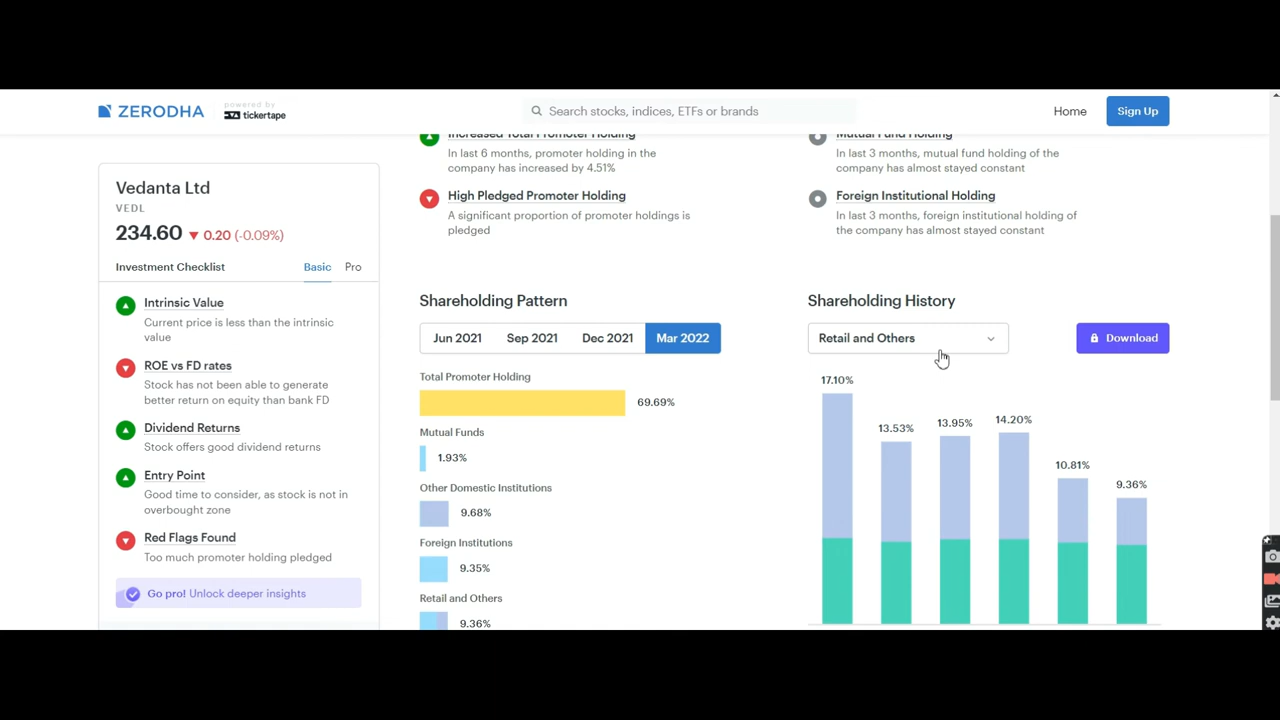 ZERODHA
powered by
tickertape
Search stocks, indices, ETFs or brands
Home
Sign Up
Vedanta Ltd
VEDL
234.60 ▼ 0.20 (-0.09%)
Investment Checklist
Basic
Pro
Intrinsic Value
Current price is less than the intrinsic
value
ROE vs FD rates
Stock has not been able to generate
better return on equity than bank FD
Dividend Returns
Stock offers good dividend returns
Entry Point
Good time to consider, as stock is not in
overbought zone
Red Flags Found
Too much promoter holding pledged
Go pro! Unlock deeper insights
Increased Total Promoter Holding
In last 6 months, promoter holding in the
company has increased by 4.51%
High Pledged Promoter Holding
A significant proportion of promoter holdings is
pledged
Mutual Fund Holding
In last 3 months, mutual fund holding of the
company has almost stayed constant
Foreign Institutional Holding
In last 3 months, foreign institutional holding of
the company has almost stayed constant
Shareholding Pattern
Jun 2021
Sep 2021
Dec 2021
Mar 2022
Total Promoter Holding
69.69%
Mutual Funds
1.93%
Other Domestic Institutions
9.68%
Foreign Institutions
9.35%
Retail and Others
9.36%
Shareholding History
Retail and Others
Download
17.10%
13.53%
13.95%
14.20%
10.81%
9.36%